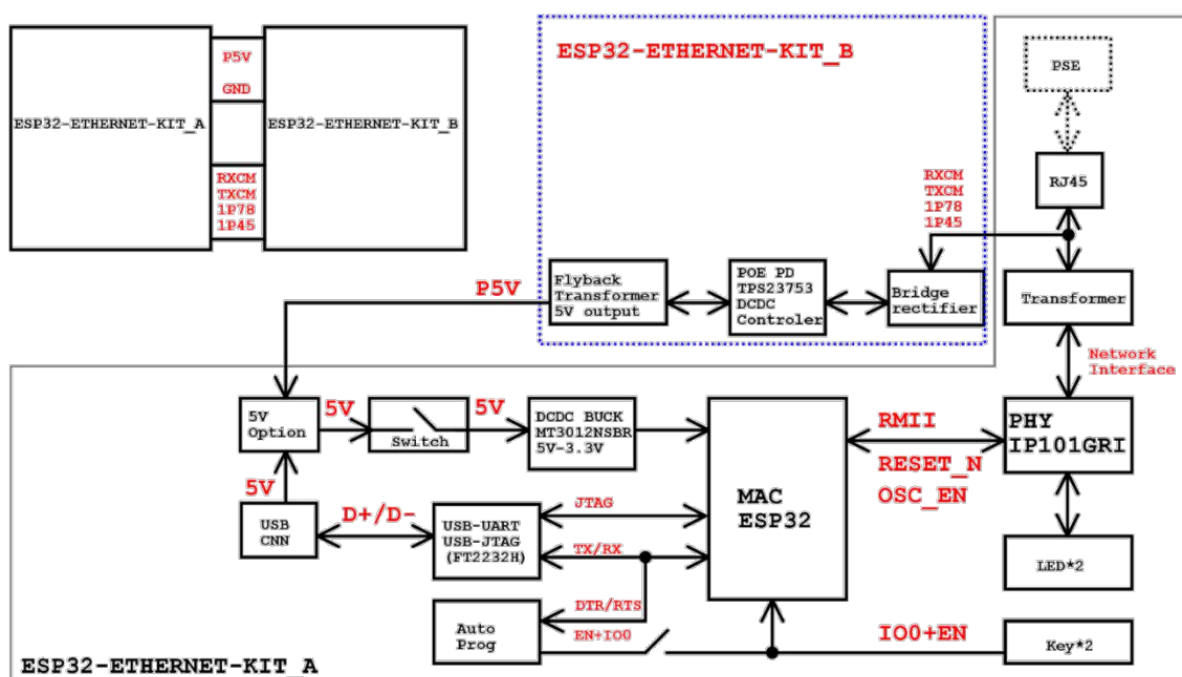 ESP32-ETHERNET-KIT_A
P5V
GND
RXCM
TXCM
1P78
1P45
ESP32-ETHERNET-KIT_B
ESP32-ETHERNET-KIT_B
PSE
RJ45
RXCM
TXCM
1P78
1P45
P5V
Flyback
Transformer
5V output
POE PD
TPS23753
DCDC
Controler
Bridge
rectifier
Transformer
Network
Interface
5V
Option
5V
Switch
5V
DCDC BUCK
MT3012NSBR
5V-3.3V
MAC
ESP32
RMII
RESET_N
OSC_EN
PHY
IP101GRI
5V
USB
CNN
D+/D-
USB-UART
USB-JTAG
(FT2232H)
JTAG
TX/RX
LED*2
Auto
Prog
DTR/RTS
EN+IO0
IO0+EN
Key*2
ESP32-ETHERNET-KIT_A